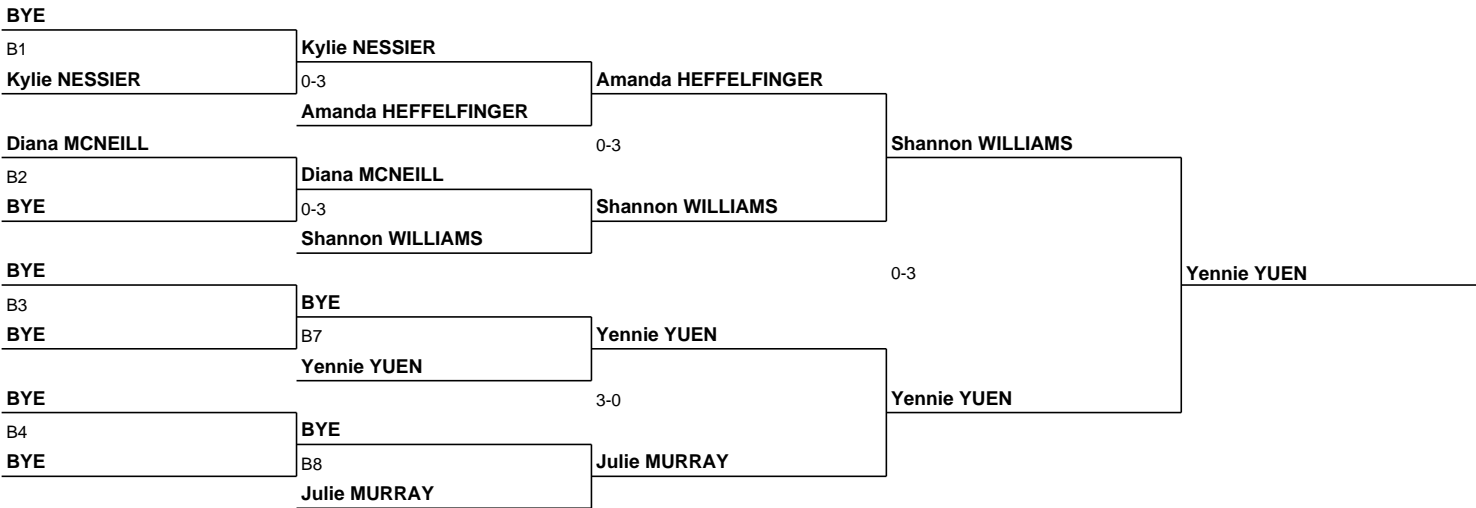 BYE
B1
Kylie NESSIER
Kylie NESSIER
0-3
Amanda HEFFELFINGER
Amanda HEFFELFINGER
Diana MCNEILL
B2
BYE
Diana MCNEILL
0-3
Shannon WILLIAMS
0-3
Shannon WILLIAMS
Shannon WILLIAMS
BYE
B3
BYE
BYE
B7
Yennie YUEN
Yennie YUEN
BYE
B4
BYE
BYE
B8
Julie MURRAY
3-0
Julie MURRAY
Yennie YUEN
0-3
Yennie YUEN